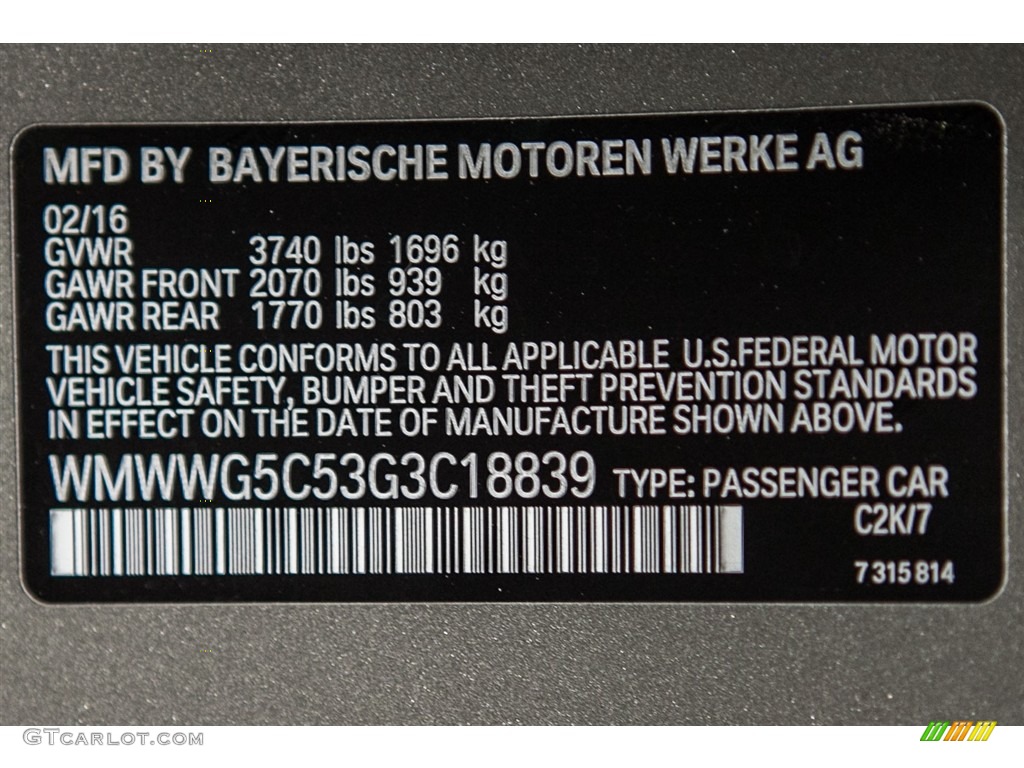 MFD BY BAYERISCHE MOTOREN WERKE AG
02/16
GVWR 3740 lbs 1696 kg
GAWR FRONT 2070 lbs 939 kg
GAWR REAR 1770 lbs 803 kg
THIS VEHICLE CONFORMS TO ALL APPLICABLE U.S.FEDERAL MOTOR
VEHICLE SAFETY, BUMPER AND THEFT PREVENTION STANDARDS
IN EFFECT ON THE DATE OF MANUFACTURE SHOWN ABOVE.
WMWWG5C53G3C18839 TYPE: PASSENGER CAR
C2K/7
7 315 814
GTcarlot.com